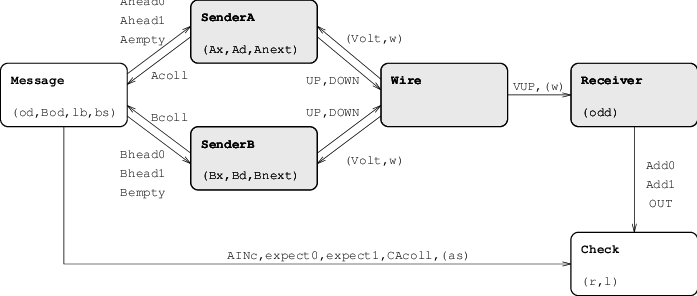 Ahead0
Ahead1
Aempty
SenderA
(Ax,Ad,Anext)
(Volt,w)
Message
(od,Bod,lb,bs)
Acoll
UP,DOWN
Wire
VUP,(w)
Receiver
(odd)
Bcoll
UP,DOWN
Bhead0
Bhead1
Bempty
SenderB
(Bx,Bd,Bnext)
(Volt,w)
Add0
Add1
OUT
AINc,expect0,expect1,CAcoll,(as)
Check
(r,l)